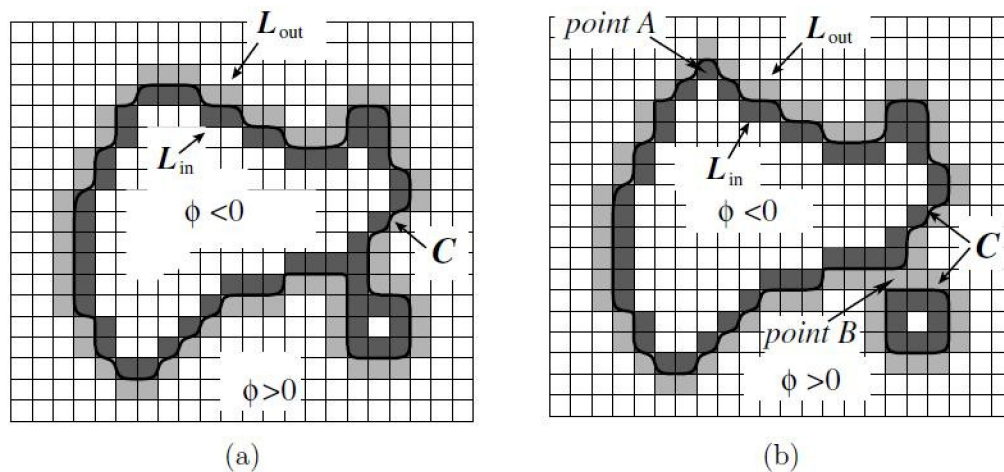 L_out
L_in
ϕ <0
C
ϕ>0
(a)
point A
L_out
L_in
ϕ <0
C
point B
ϕ >0
(b)